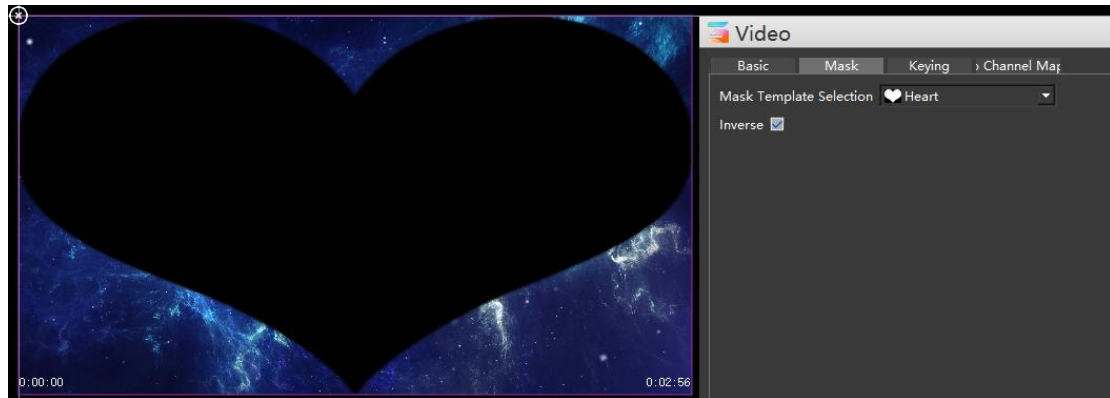 Video
Basic Mask Keying Channel Map
Mask Template Selection Heart
Inverse
0:00:00 0:02:56